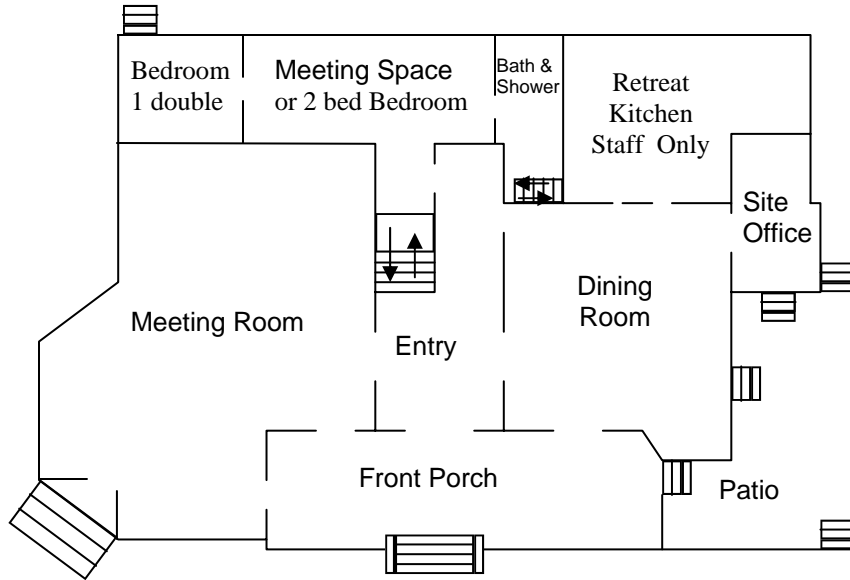 Bedroom
1 double
Meeting Space
or 2 bed Bedroom
Bath &
Shower
Retreat
Kitchen
Staff Only
Site
Office
Meeting Room
Entry
Dining
Room
Front Porch
Patio